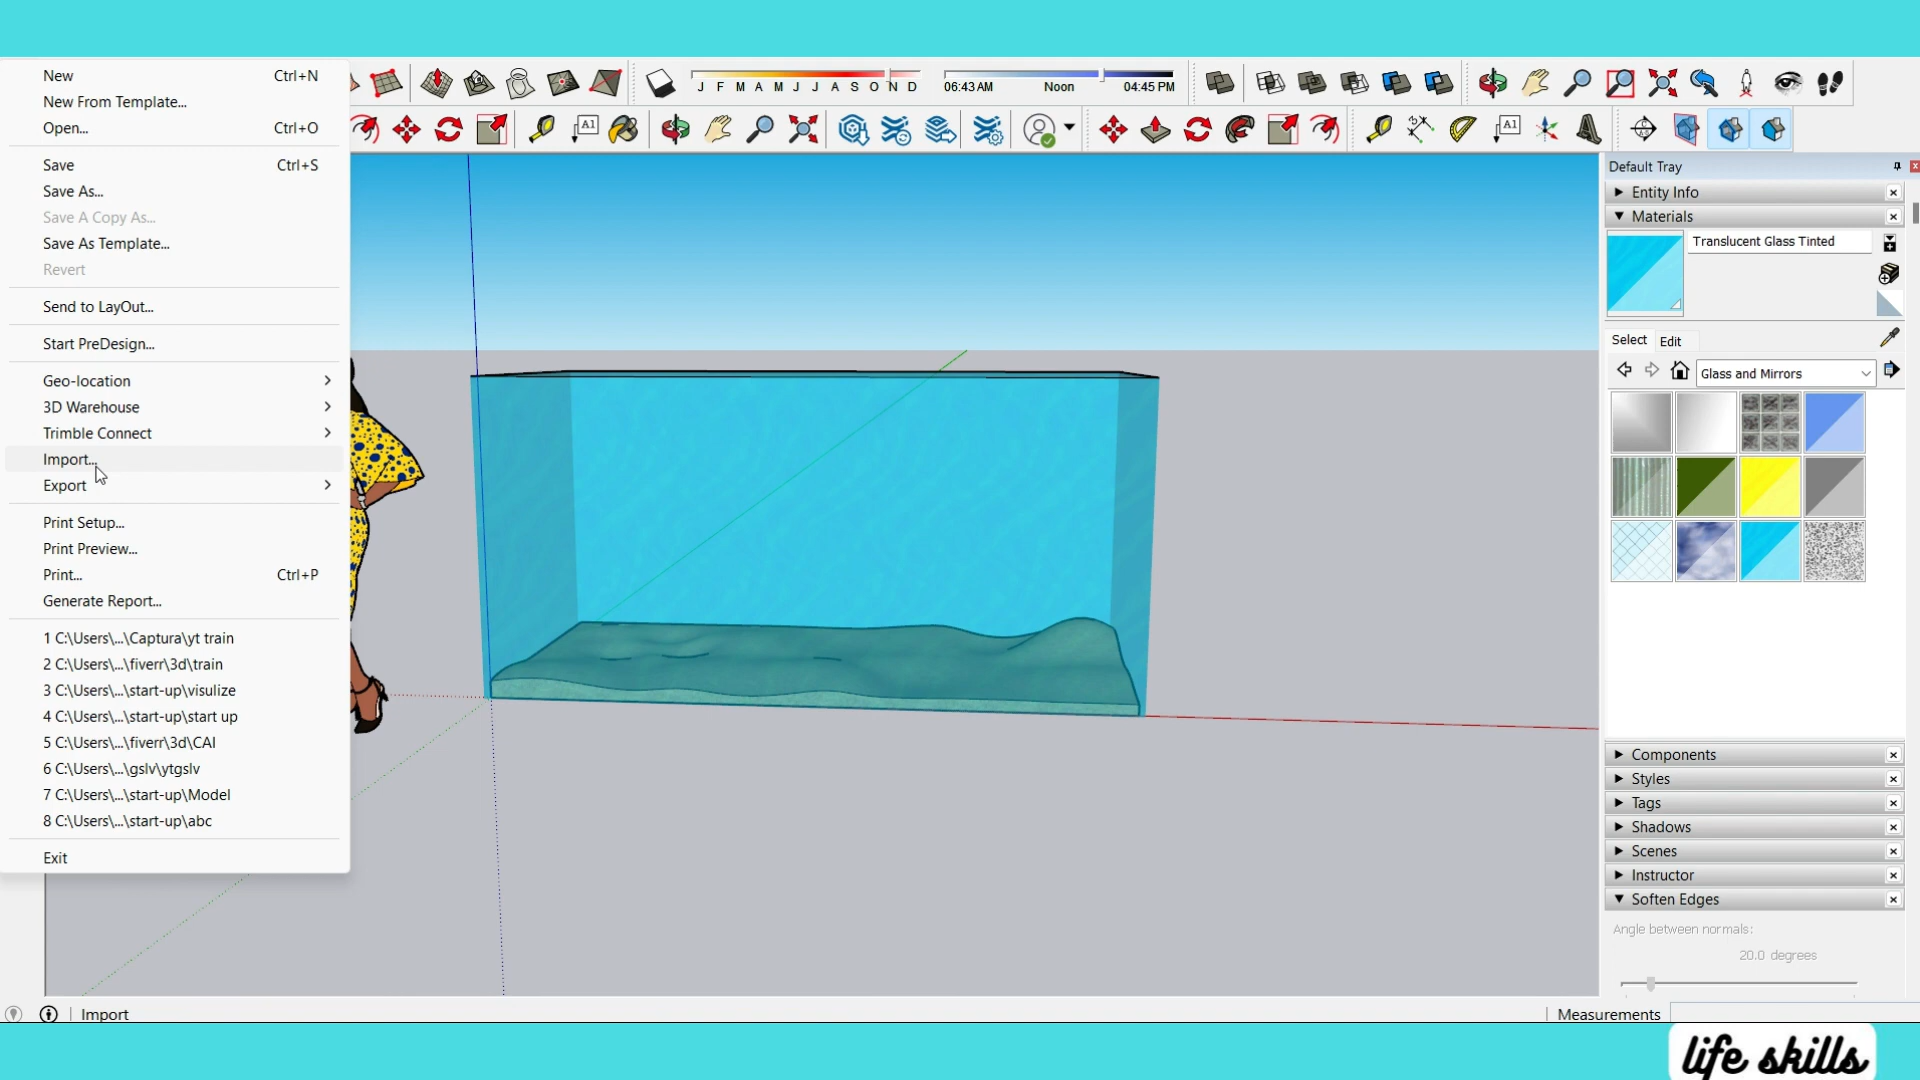 New Ctrl+N
New From Template...
Open... Ctrl+O
Save Ctrl+S
Save As...
Save A Copy As...
Save As Template...
Revert
Send to LayOut...
Start PreDesign...
Geo-location
3D Warehouse
Trimble Connect
Import...
Export
Print Setup...
Print Preview...
Print... Ctrl+P
Generate Report...
1 C:\Users\...\Captura\yt train
2 C:\Users\...\fiverr\3d\train
3 C:\Users\...\start-up\visulize
4 C:\Users\...\start-up\start up
5 C:\Users\...\fiverr\3d\CAI
6 C:\Users\...\gslv\ytgslv
7 C:\Users\...\start-up\Model
8 C:\Users\...\start-up\abc
Exit
J F M A M J J A S O N D
06:43 AM Noon 04:45 PM
A1
A1
Default Tray
Entity Info
Materials
Translucent Glass Tinted
Select Edit
Glass and Mirrors
Components
Styles
Tags
Shadows
Scenes
Instructor
Soften Edges
Angle between normals:
20.0 degrees
Import
Measurements
life skills